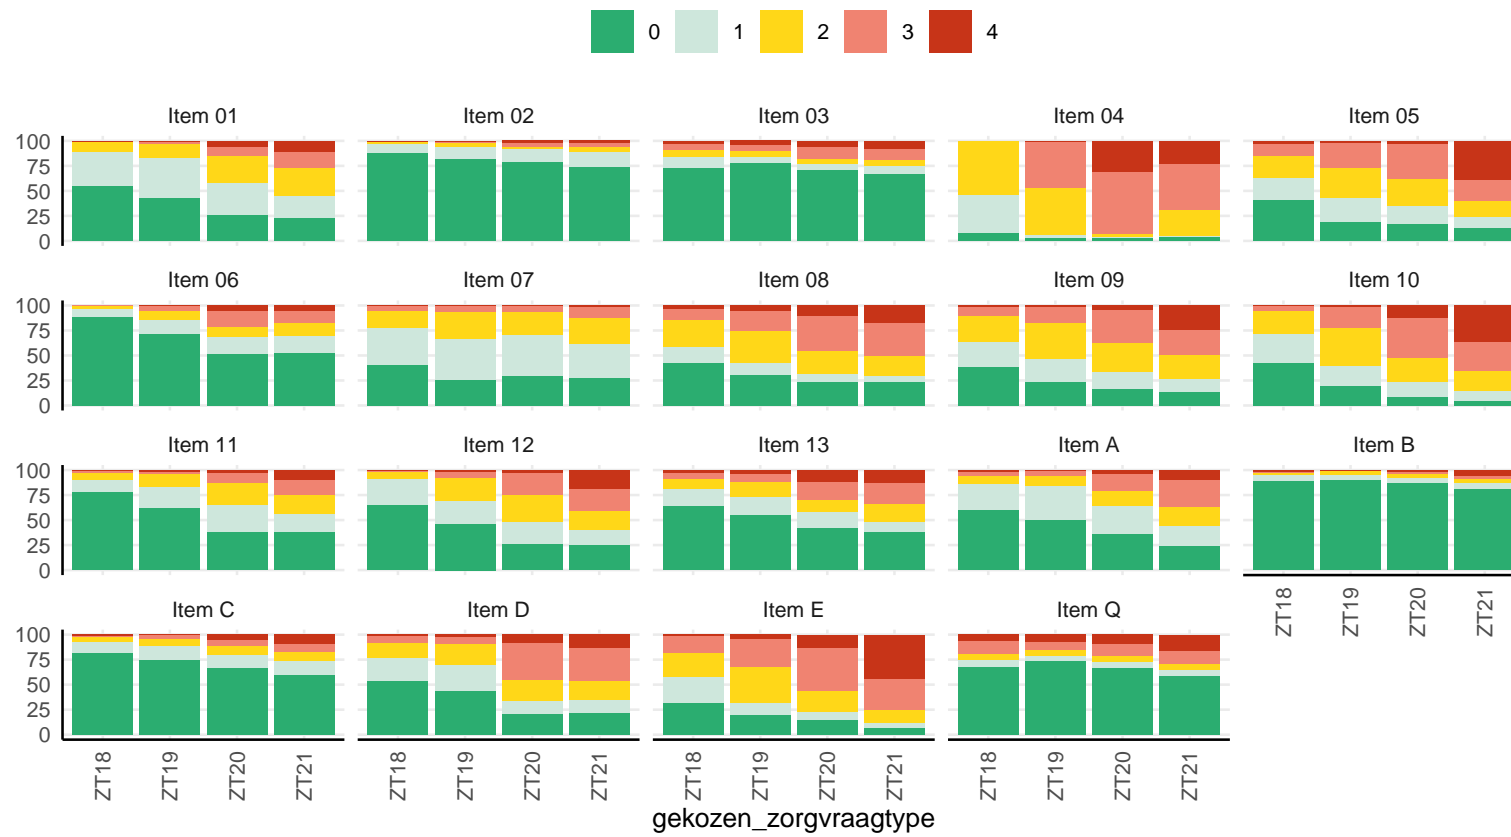 0 1 2 3 4
Item 01 Item 02 Item 03 Item 04 Item 05
100
75
50
25
0
Item 06 Item 07 Item 08 Item 09 Item 10
100
75
50
25
0
Item 11 Item 12 Item 13 Item A Item B
100
75
50
25
0
ZT18 ZT19 ZT20 ZT21
Item C Item D Item E Item Q
100
75
50
25
0
ZT18 ZT19 ZT20 ZT21 ZT18 ZT19 ZT20 ZT21 ZT18 ZT19 ZT20 ZT21 ZT18 ZT19 ZT20 ZT21
gekozen_zorgvraagtype